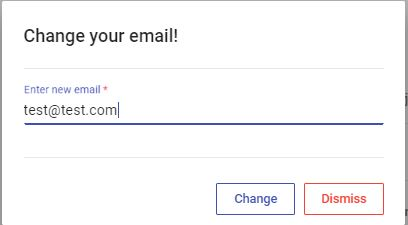 Change your email!
Enter new email *
test@test.com
Change Dismiss